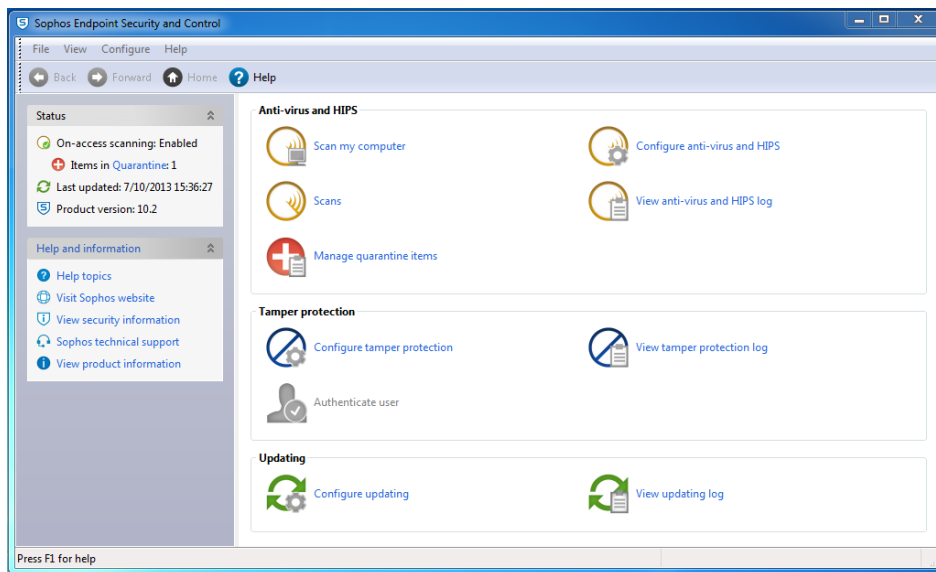 Sophos Endpoint Security and Control
File View Configure Help
Back Forward Home Help
Status
On-access scanning: Enabled
Items in Quarantine: 1
Last updated: 7/10/2013 15:36:27
Product version: 10.2
Help and information
Help topics
Visit Sophos website
View security information
Sophos technical support
View product information
Anti-virus and HIPS
Scan my computer
Configure anti-virus and HIPS
Scans
View anti-virus and HIPS log
Manage quarantine items
Tamper protection
Configure tamper protection
View tamper protection log
Authenticate user
Updating
Configure updating
View updating log
Press F1 for help